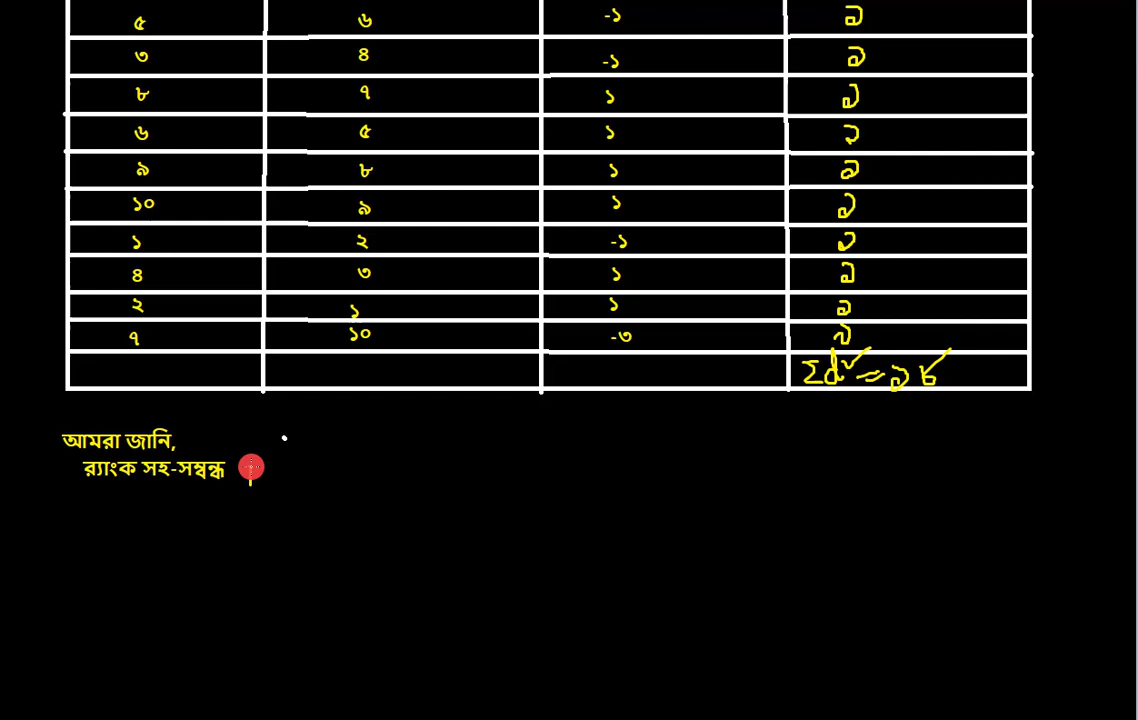 ৫ ৬ -১ ১
৩ ৪ -১ ১
৮ ৭ ১ ১
৬ ৫ ১ ১
৯ ৮ ১ ১
১০ ৯ ১ ১
১ ২ -১ ১
৪ ৩ ১ ১
২ ১ ১ ১
৭ ১০ -৩ ৯
Σd² = ১৮
আমরা জানি,
র‍্যাংক সহ-সম্বন্ধ